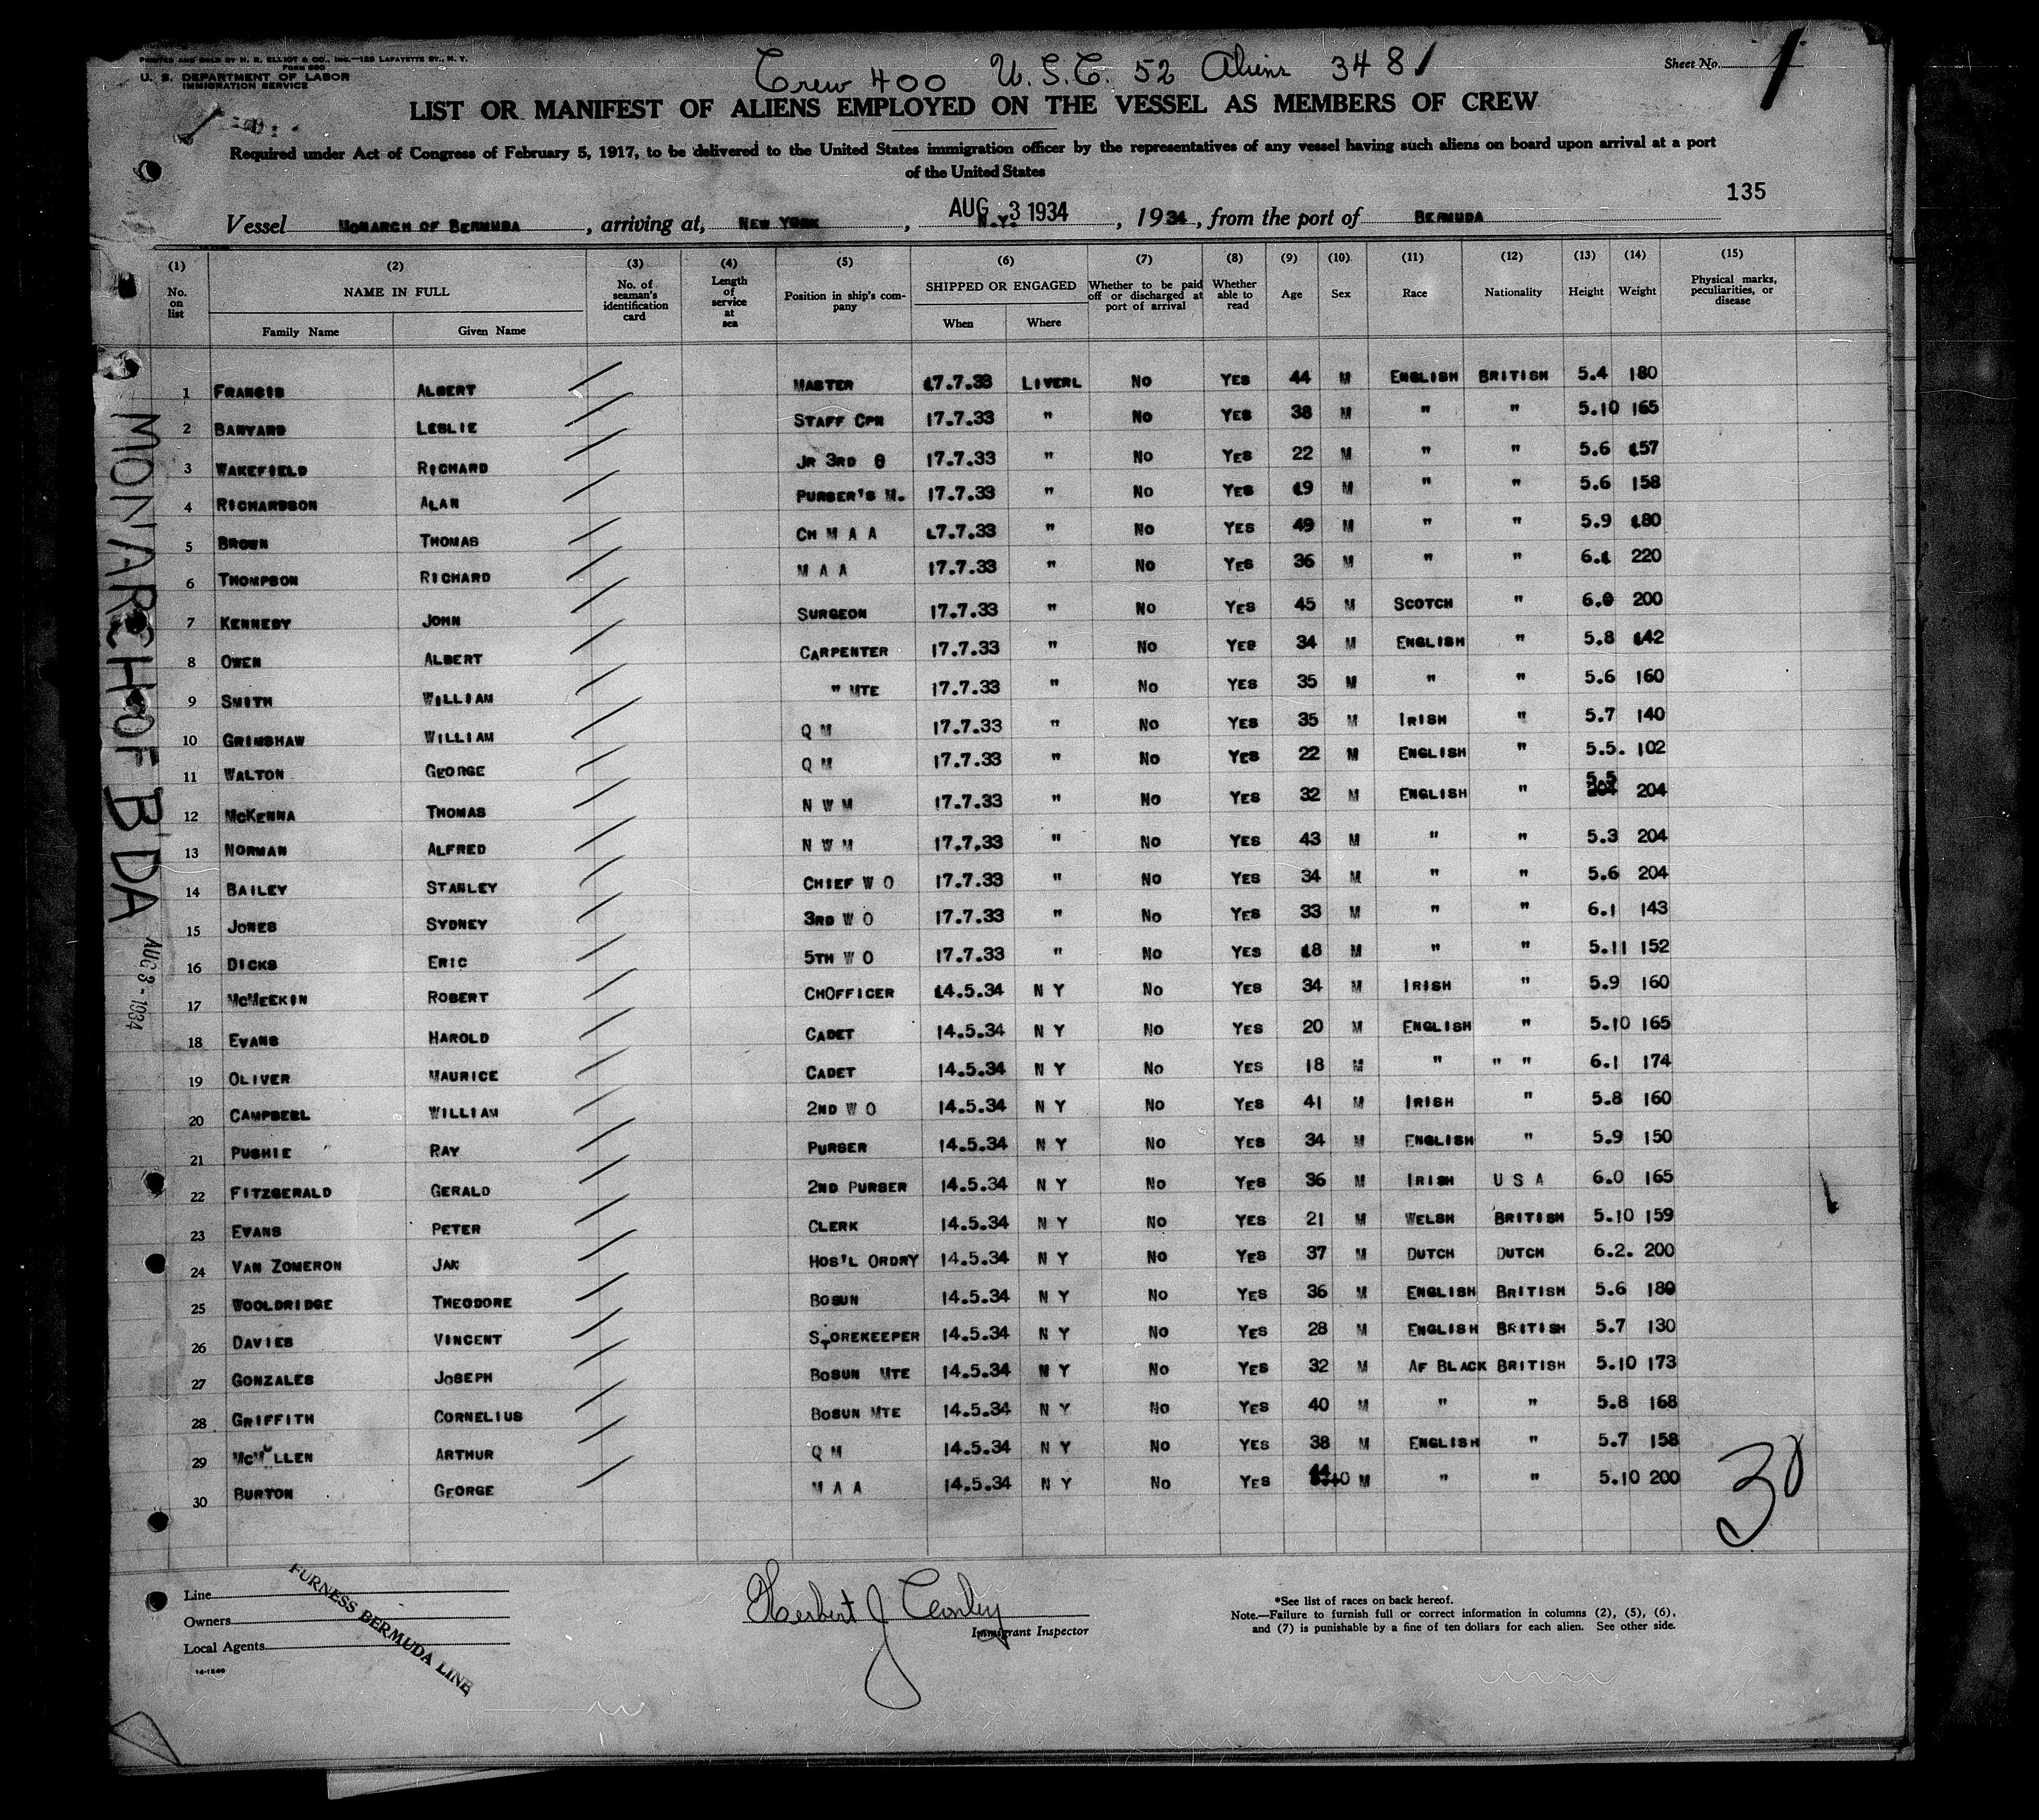 PRINTED AND SOLD BY H. R. ELLIOT & CO., INC.—129 LAFAYETTE ST., N. Y.
FORM 680
U. S. DEPARTMENT OF LABOR
IMMIGRATION SERVICE
Crew 400 U.S.C. 52 Aliens 348 /
Sheet No. 1
LIST OR MANIFEST OF ALIENS EMPLOYED ON THE VESSEL AS MEMBERS OF CREW
Required under Act of Congress of February 5, 1917, to be delivered to the United States immigration officer by the representatives of any vessel having such aliens on board upon arrival at a port
of the United States
135
Vessel MONARCH OF BERMUDA, arriving at, NEW YORK, N.Y. AUG 3 1934, 1934, from the port of BERMUDA
(1) No. on list (2) NAME IN FULL Family Name Given Name (3) No. of seaman's identification card (4) Length of service at sea (5) Position in ship's company (6) SHIPPED OR ENGAGED When Where (7) Whether to be paid off or discharged at port of arrival (8) Whether able to read (9) Age (10) Sex (11) Race (12) Nationality (13) Height (14) Weight (15) Physical marks, peculiarities, or disease
1 FRANCIS ALBERT MASTER 17.7.33 LIVERL No YES 44 M ENGLISH BRITISH 5.4 180
2 BANYARD LESLIE STAFF CPN 17.7.33 " No YES 38 M " " 5.10 165
3 WAKEFIELD RICHARD JR 3RD O 17.7.33 " No YES 22 M " " 5.6 157
4 RICHARDSON ALAN PURSER'S M. 17.7.33 " No YES 19 M " " 5.6 158
5 BROWN THOMAS CH M A A 17.7.33 " No YES 49 M " " 5.9 180
6 THOMPSON RICHARD M A A 17.7.33 " No YES 36 M " " 6.1 220
7 KENNEDY JOHN SURGEON 17.7.33 " No YES 45 M SCOTCH " 6.0 200
8 OWEN ALBERT CARPENTER 17.7.33 " No YES 34 M ENGLISH " 5.8 142
9 SMITH WILLIAM " MTE 17.7.33 " No YES 35 M " " 5.6 160
10 GRIMSHAW WILLIAM Q M 17.7.33 " No YES 35 M IRISH " 5.7 140
11 WALTON GEORGE Q M 17.7.33 " No YES 22 M ENGLISH " 5.5. 102
12 McKENNA THOMAS N W M 17.7.33 " No YES 32 M ENGLISH " 5.5 204
13 NORMAN ALFRED N W M 17.7.33 " No YES 43 M " " 5.3 204
14 BAILEY STANLEY CHIEF W O 17.7.33 " No YES 34 M " " 5.6 204
15 JONES SYDNEY 3RD W O 17.7.33 " No YES 33 M " " 6.1 143
16 DICKS ERIC 5TH W O 17.7.33 " No YES 18 M " " 5.11 152
17 McMEEKIN ROBERT CHOFFICER 14.5.34 N Y No YES 34 M IRISH " 5.9 160
18 EVANS HAROLD CADET 14.5.34 N Y No YES 20 M ENGLISH " 5.10 165
19 OLIVER MAURICE CADET 14.5.34 N Y No YES 18 M " " " 6.1 174
20 CAMPBEBL WILLIAM 2ND W O 14.5.34 N Y No YES 41 M IRISH " 5.8 160
21 PUSHIE RAY PURSER 14.5.34 N Y No YES 34 M ENGLISH " 5.9 150
22 FITZGERALD GERALD 2ND PURSER 14.5.34 N Y No YES 36 M IRISH U S A 6.0 165
23 EVANS PETER CLERK 14.5.34 N Y No YES 21 M WELSH BRITISH 5.10 159
24 VAN ZOMERON JAN HOS'L ORDRY 14.5.34 N Y No YES 37 M DUTCH DUTCH 6.2. 200
25 WOOLDRIDGE THEODORE BOSUN 14.5.34 N Y No YES 36 M ENGLISH BRITISH 5.6 180
26 DAVIES VINCENT STOREKEEPER 14.5.34 N Y No YES 28 M ENGLISH BRITISH 5.7 130
27 GONZALES JOSEPH BOSUN MTE 14.5.34 N Y No YES 32 M AF BLACK BRITISH 5.10 173
28 GRIFFITH CORNELIUS BOSUN MTE 14.5.34 N Y No YES 40 M " " 5.8 168
29 McMULLEN ARTHUR Q M 14.5.34 N Y No YES 38 M ENGLISH " 5.7 158
30 BURTON GEORGE M A A 14.5.34 N Y No YES 44 M " " 5.10 200
30
MONARCH OF B'DA
AUG 3 - 1934
Line
Owners
Local Agents
FURNESS BERMUDA LINE
14-1240
Herbert J
Immigrant Inspector
*See list of races on back hereof.
Note.—Failure to furnish full or correct information in columns (2), (5), (6),
and (7) is punishable by a fine of ten dollars for each alien. See other side.